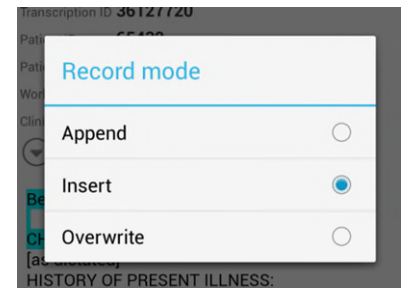 Transcription ID 36127720
Record mode
Append
Insert
Overwrite
[as dictated]
HISTORY OF PRESENT ILLNESS: